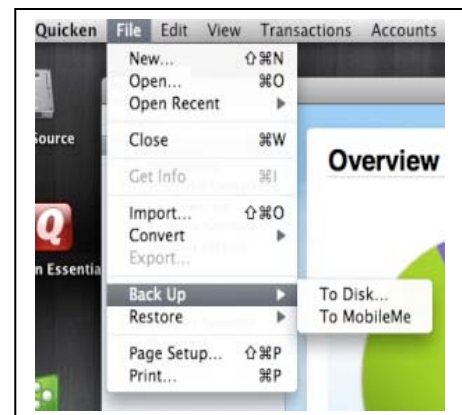 Quicken File Edit View Transactions Accounts
New... ⇧⌘N
Open... ⌘O
Open Recent ▶
Source
Close ⌘W
Overview
Get Info ⌘I
Import... ⇧⌘O
Convert ▶
Export...
n Essentia
Back Up ▶
To Disk...
Restore ▶
To MobileMe
Page Setup... ⇧⌘P
Print... ⌘P